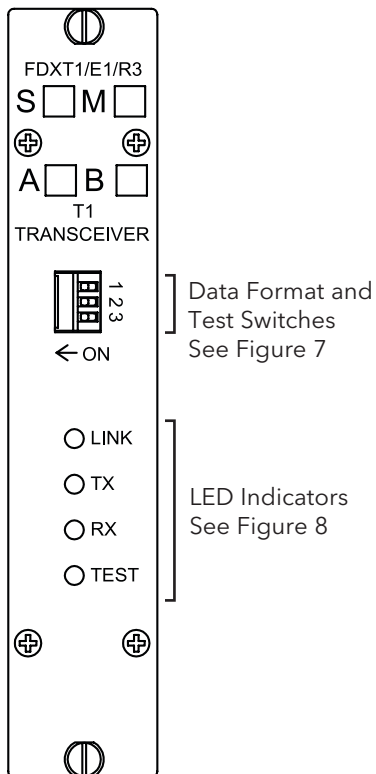 FDXT1/E1/R3
S M
A B
T1
TRANSCEIVER
1
2
3
← ON
Data Format and
Test Switches
See Figure 7
LINK
TX
RX
TEST
LED Indicators
See Figure 8